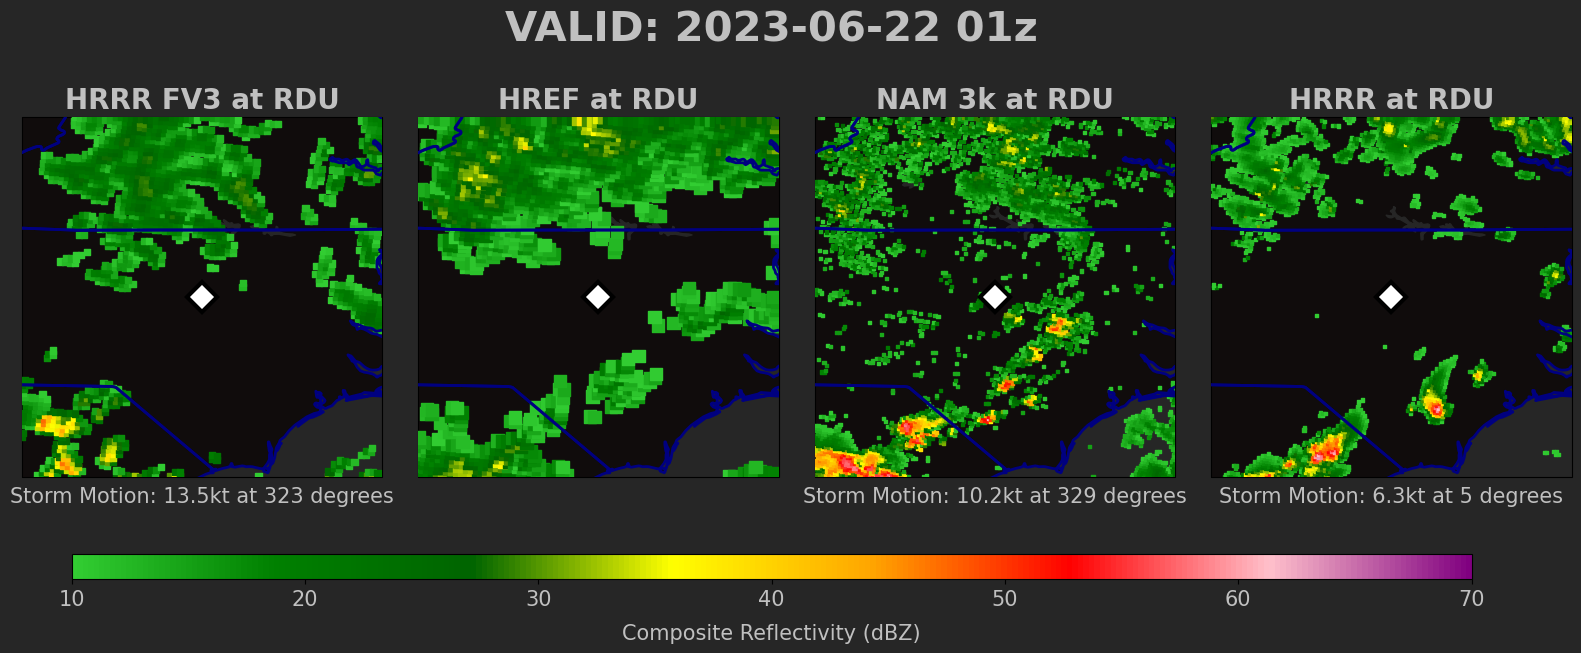 VALID: 2023-06-22 01z
HRRR FV3 at RDU
HREF at RDU
NAM 3k at RDU
HRRR at RDU
Storm Motion: 13.5kt at 323 degrees
Storm Motion: 10.2kt at 329 degrees
Storm Motion: 6.3kt at 5 degrees
10 20 30 40 50 60 70
Composite Reflectivity (dBZ)